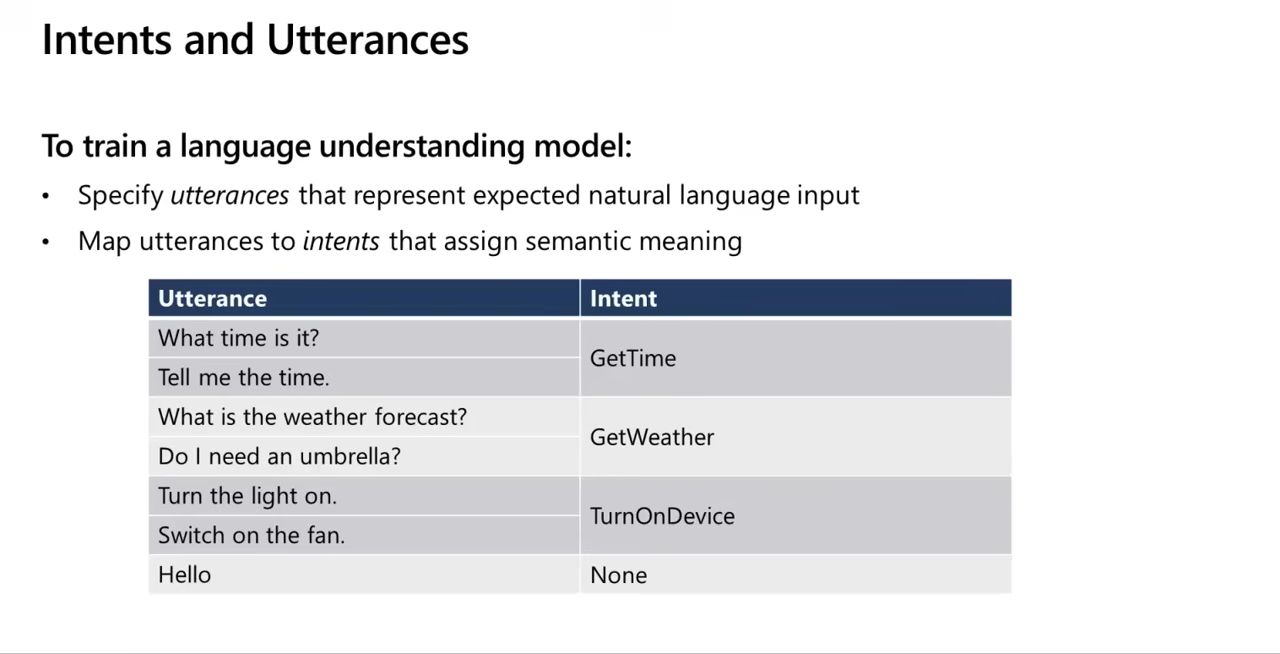 Intents and Utterances
To train a language understanding model:
• Specify utterances that represent expected natural language input
• Map utterances to intents that assign semantic meaning
Utterance Intent
What time is it?
GetTime
Tell me the time.
What is the weather forecast?
GetWeather
Do I need an umbrella?
Turn the light on.
TurnOnDevice
Switch on the fan.
Hello None